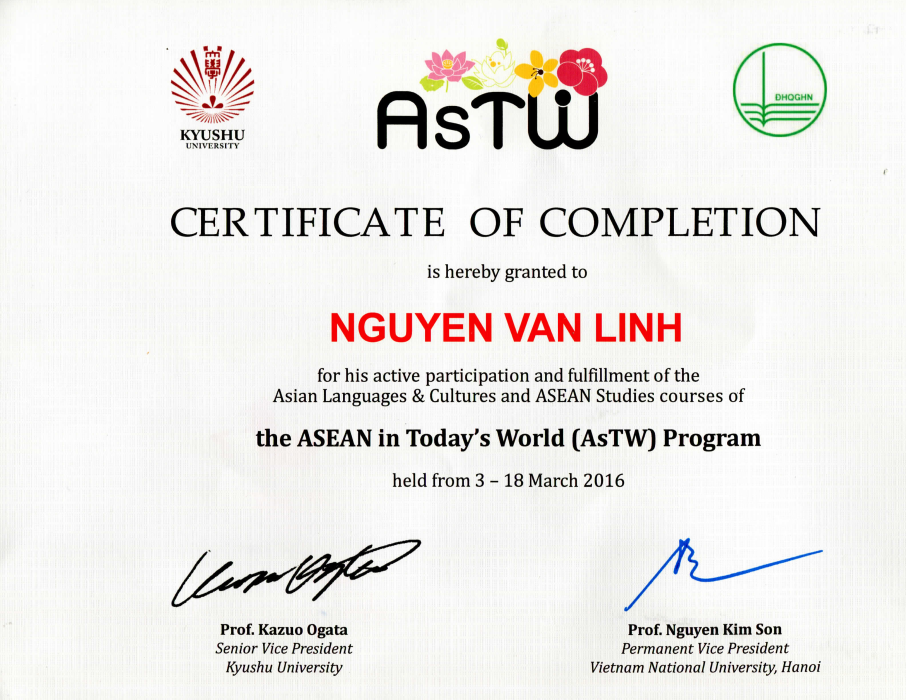 KYUSHU
UNIVERSITY
AsTW
ĐHQGHN
CERTIFICATE OF COMPLETION
is hereby granted to
NGUYEN VAN LINH
for his active participation and fulfillment of the
Asian Languages & Cultures and ASEAN Studies courses of
the ASEAN in Today's World (AsTW) Program
held from 3 – 18 March 2016
Prof. Kazuo Ogata
Senior Vice President
Kyushu University
Prof. Nguyen Kim Son
Permanent Vice President
Vietnam National University, Hanoi